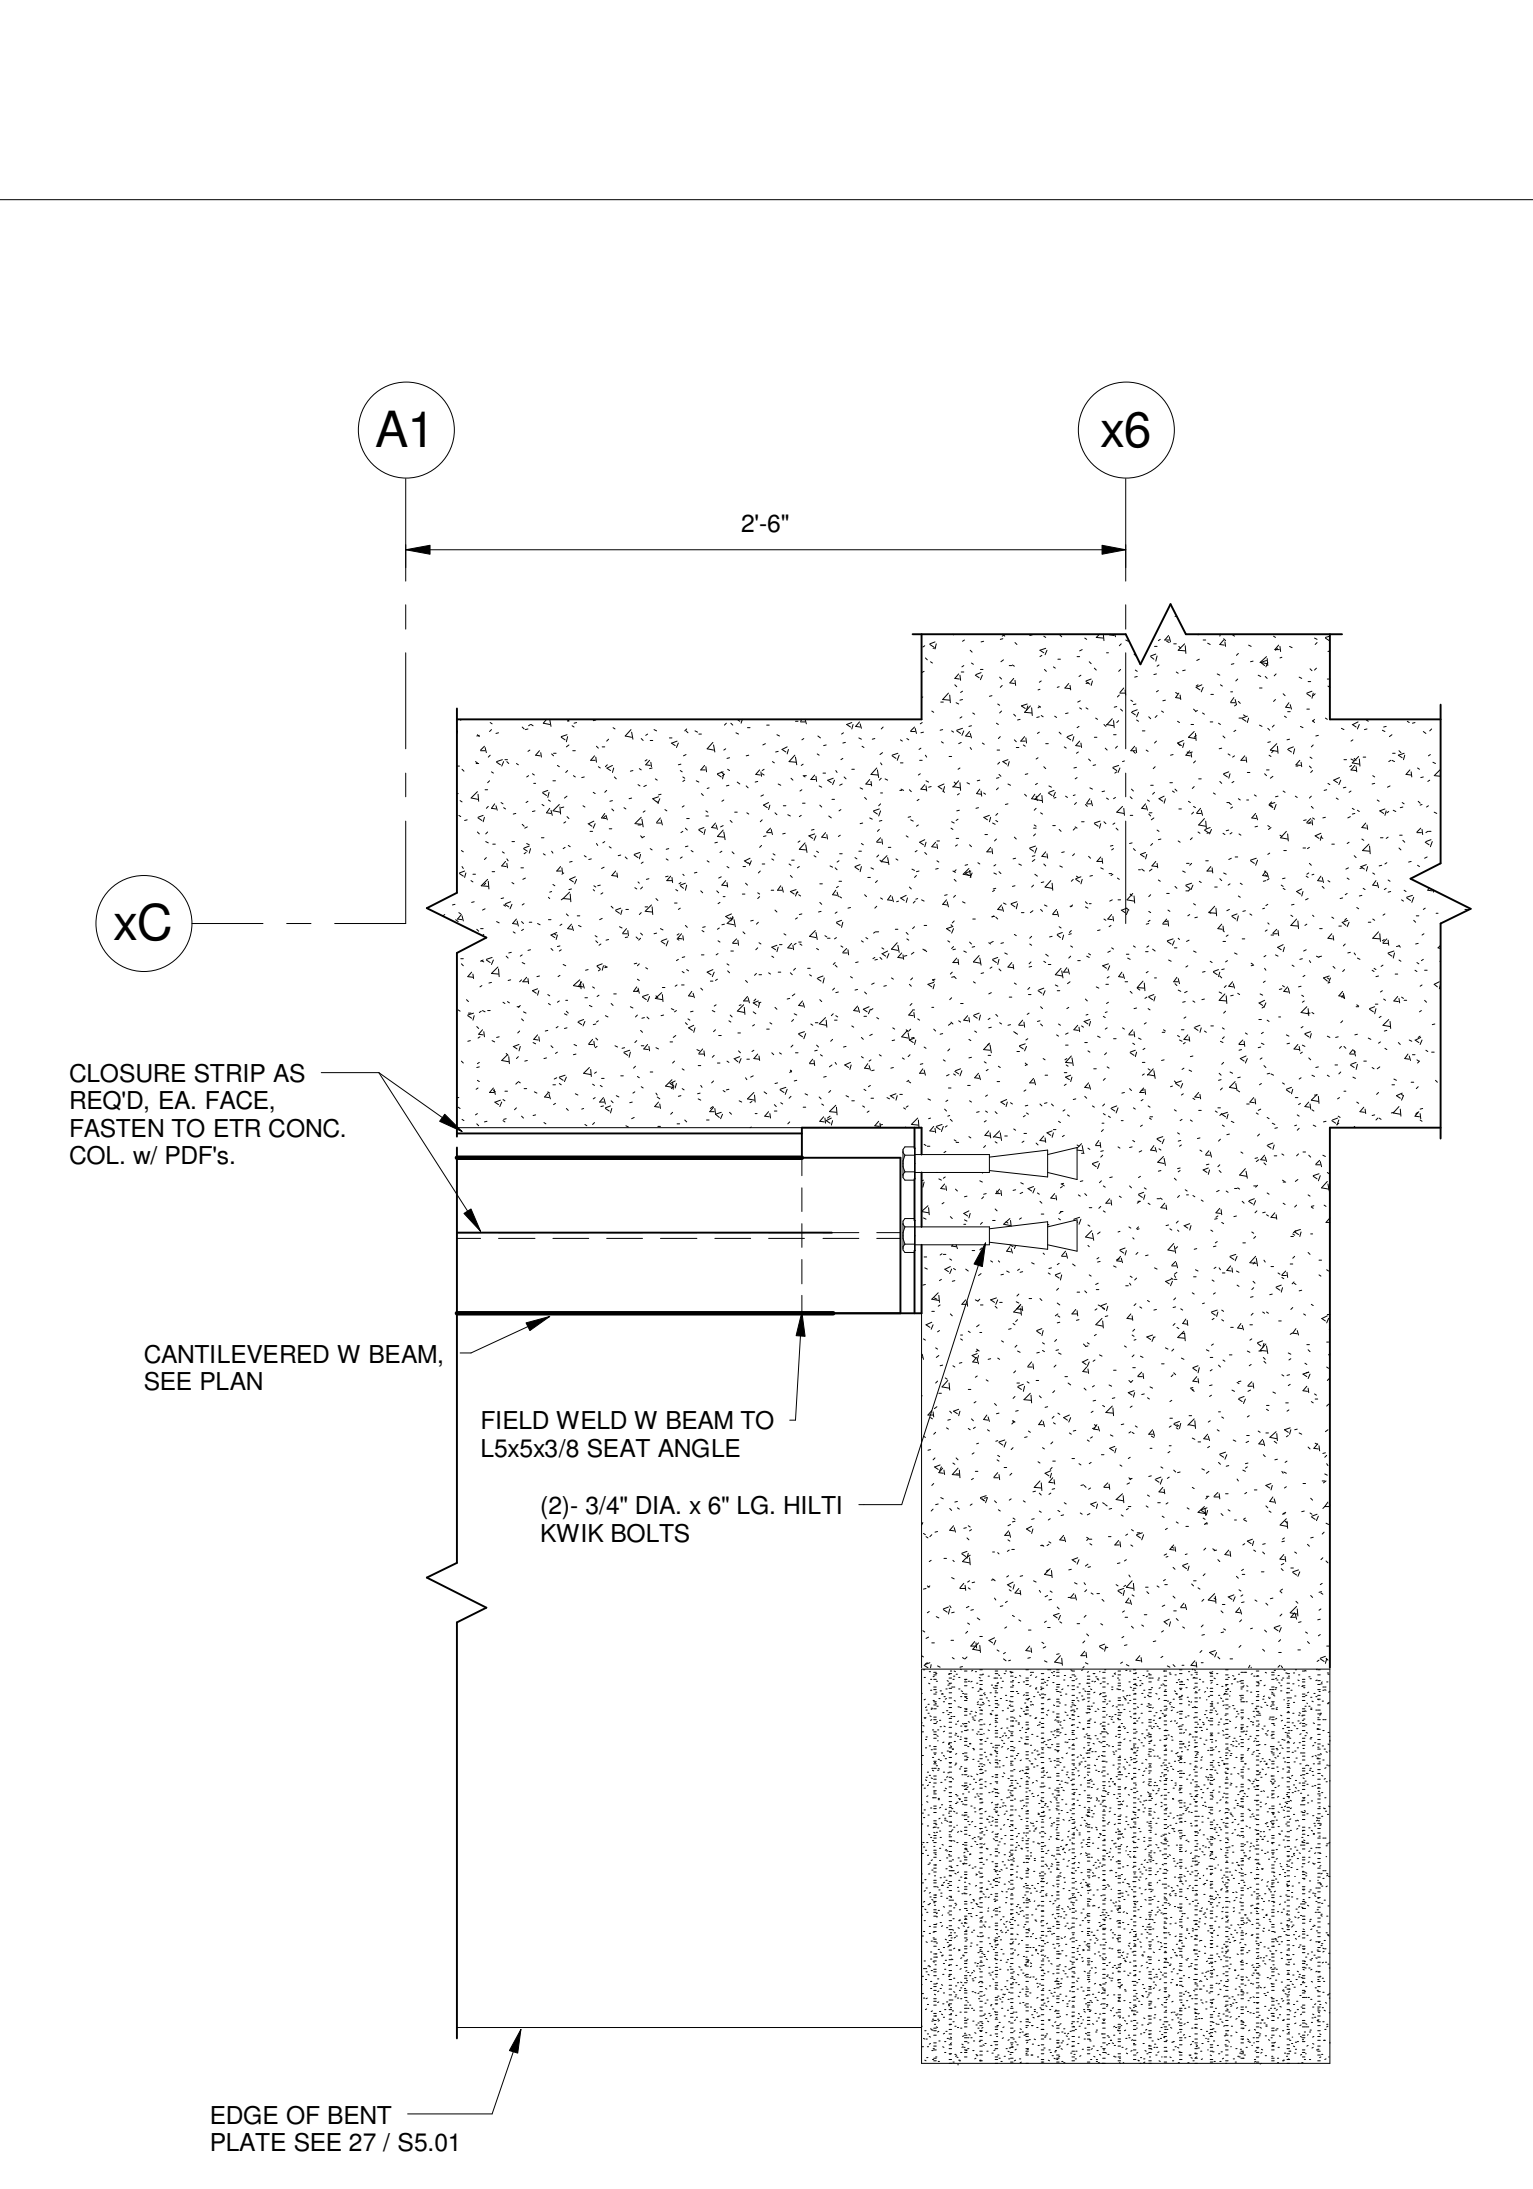 A1
x6
2'-6"
xC
CLOSURE STRIP AS
REQ'D, EA. FACE,
FASTEN TO ETR CONC.
COL. w/ PDF's.
CANTILEVERED W BEAM,
SEE PLAN
FIELD WELD W BEAM TO
L5x5x3/8 SEAT ANGLE
(2)- 3/4" DIA. x 6" LG. HILTI
KWIK BOLTS
EDGE OF BENT
PLATE SEE 27 / S5.01